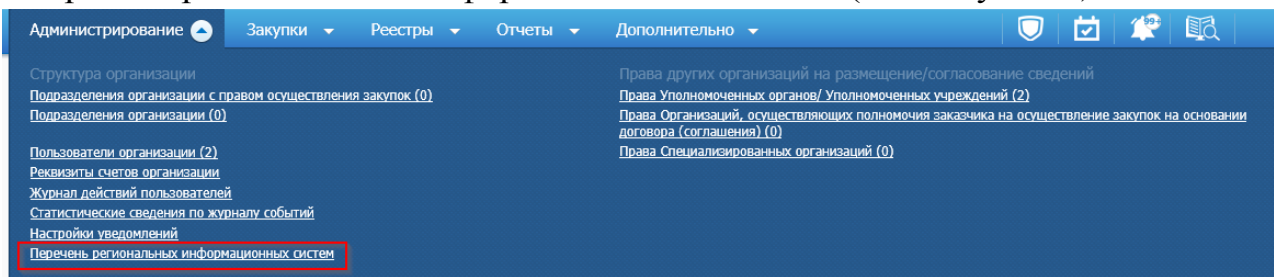 Администрирование Закупки Реестры Отчеты Дополнительно 99+
Структура организации
Подразделения организации с правом осуществления закупок (0)
Подразделения организации (0)
Пользователи организации (2)
Реквизиты счетов организации
Журнал действий пользователей
Статистические сведения по журналу событий
Настройки уведомлений
Перечень региональных информационных систем
Права других организаций на размещение/согласование сведений
Права Уполномоченных органов/ Уполномоченных учреждений (2)
Права Организаций, осуществляющих полномочия заказчика на осуществление закупок на основании
договора (соглашения) (0)
Права Специализированных организаций (0)